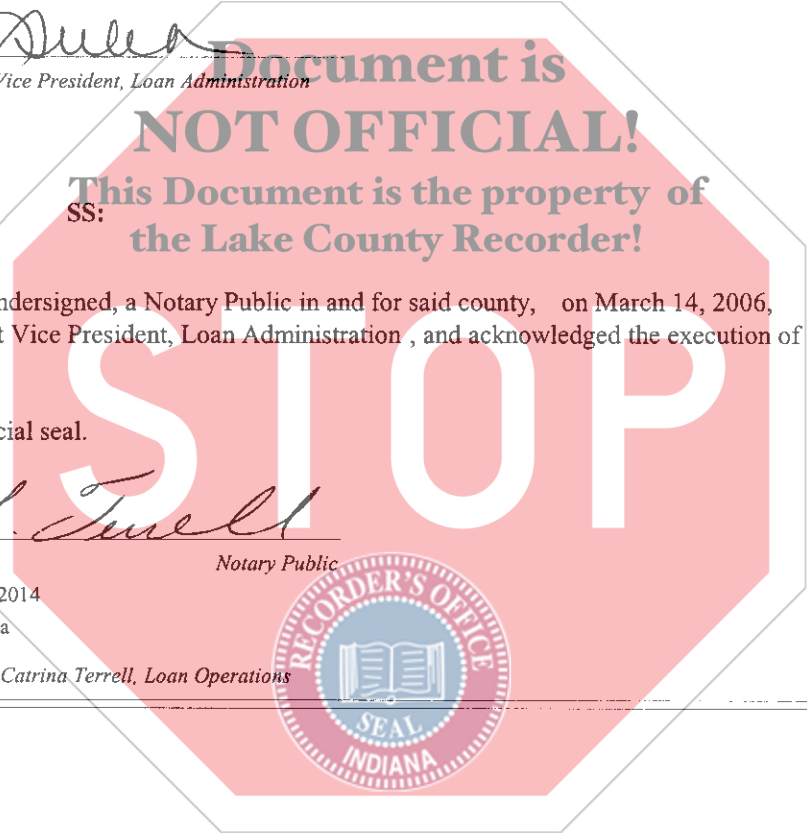 Document is
Vice President, Loan Administration
NOT OFFICIAL!
This Document is the property of
SS:
the Lake County Recorder!
ndersigned, a Notary Public in and for said county, on March 14, 2006,
t Vice President, Loan Administration , and acknowledged the execution of
STOP
cial seal.
Terrell
Notary Public
2014
a
Catrina Terrell, Loan Operations
RECORDER'S OFFICE
SEAL
INDIANA